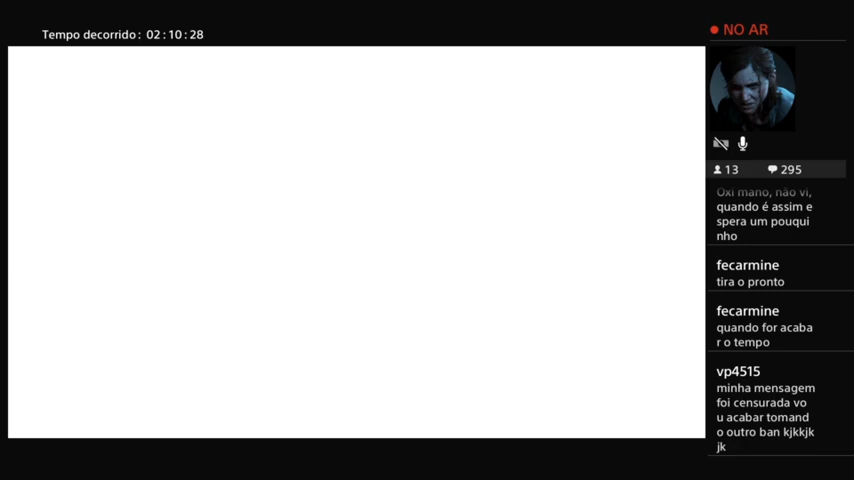 Tempo decorrido: 02:10:28
NO AR
13 295
Oxi mano, não vi,
quando é assim e
spera um pouqui
nho
fecarmine
tira o pronto
fecarmine
quando for acaba
r o tempo
vp4515
minha mensagem
foi censurada vo
u acabar tomand
o outro ban kjkkjk
jk